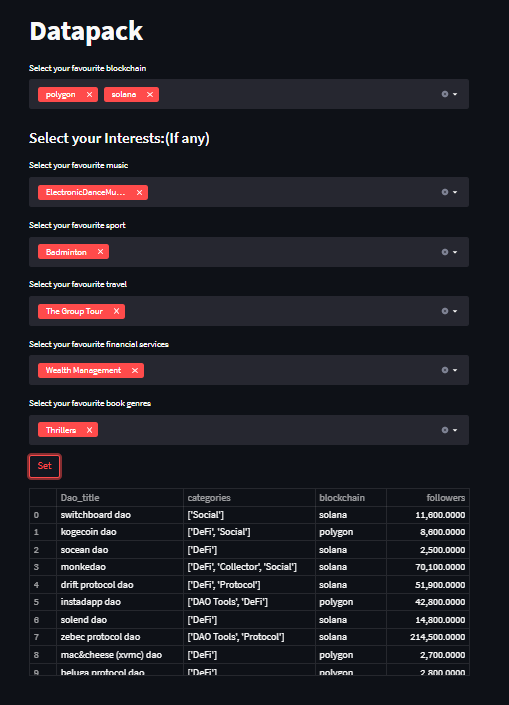 Datapack
Select your favourite blockchain
polygon × solana ×
Select your Interests:(If any)
Select your favourite music
ElectronicDanceMu... ×
Select your favourite sport
Badminton ×
Select your favourite travel
The Group Tour ×
Select your favourite financial services
Wealth Management ×
Select your favourite book genres
Thrillers ×
Set
Dao_title categories blockchain followers
0 switchboard dao ['Social'] solana 11,600.0000
1 kogecoin dao ['DeFi', 'Social'] polygon 8,600.0000
2 socean dao ['DeFi'] solana 2,500.0000
3 monkedao ['DeFi', 'Collector', 'Social'] solana 70,100.0000
4 drift protocol dao ['DeFi', 'Protocol'] solana 51,900.0000
5 instadapp dao ['DAO Tools', 'DeFi'] polygon 42,800.0000
6 solend dao ['DeFi'] solana 14,800.0000
7 zebec protocol dao ['DAO Tools', 'Protocol'] solana 214,500.0000
8 mac&cheese (xvmc) dao ['DeFi'] polygon 2,700.0000
9 beluga protocol dao ['DeFi'] polygon 2,800.0000